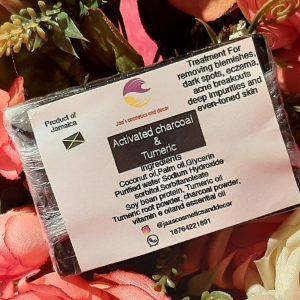 Product of
Jamaica
Jas's cosmetics and decor
Treatment For
removing blemishes,
dark spots, eczema,
acne breakouts
deep impurities and
even-toned skin
Activated charcoal
&
Tumeric
Ingredients
Coconut oil,Palm oil,Glycerin
Purified water Sodium Hydroxide
sorbitol,Sorbitanoleate
Soy bean protein, Tumeric oil
Tumeric root powder, charcoal powder,
vitamin e oiland essential oil
@jazscosmeticsanddecor
18764221891